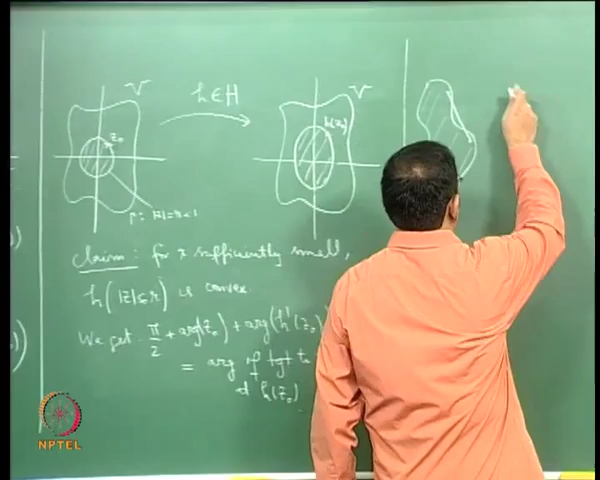 V
h ∈ H
V
z₀
h(z₀)
Γ: |z|=r<1
Claim: for r sufficiently small,
h(|z|≤r) is convex.
We get π/2 + arg(z₀) + arg(h'(z₀))
= arg of tgt to
at h(z₀)
NPTEL